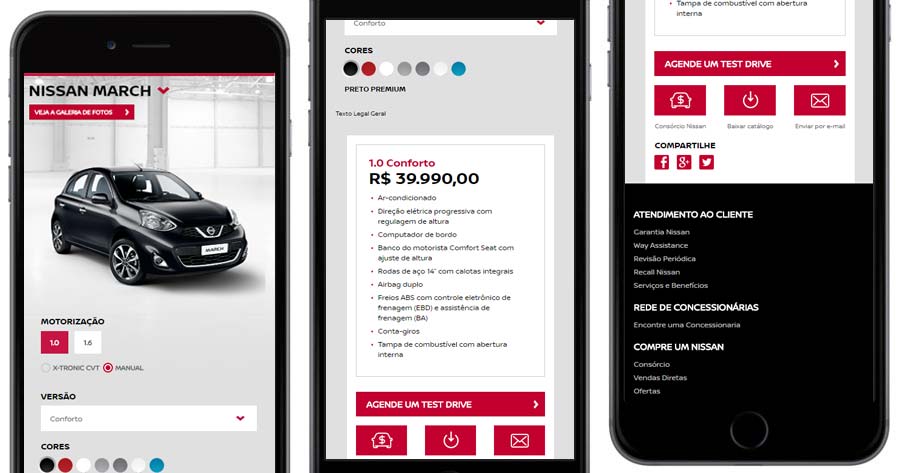 NISSAN MARCH
VEJA A GALERIA DE FOTOS
MARCH
MOTORIZAÇÃO
1.0
1.6
X-TRONIC CVT
MANUAL
VERSÃO
Conforto
CORES
Conforto
CORES
PRETO PREMIUM
Texto Legal Geral
1.0 Conforto
R$ 39.990,00
• Ar-condicionado
• Direção elétrica progressiva com
regulagem de altura
• Computador de bordo
• Banco do motorista Comfort Seat com
ajuste de altura
• Rodas de aço 14" com calotas integrais
• Airbag duplo
• Freios ABS com controle eletrônico de
frenagem (EBD) e assistência de
frenagem (BA)
• Conta-giros
• Tampa de combustível com abertura
interna
AGENDE UM TEST DRIVE
• Tampa de combustível com abertura
interna
AGENDE UM TEST DRIVE
Consórcio Nissan
Baixar catálogo
Enviar por e-mail
COMPARTILHE
ATENDIMENTO AO CLIENTE
Garantia Nissan
Way Assistance
Revisão Periódica
Recall Nissan
Serviços e Benefícios
REDE DE CONCESSIONÁRIAS
Encontre uma Concessionaria
COMPRE UM NISSAN
Consórcio
Vendas Diretas
Ofertas